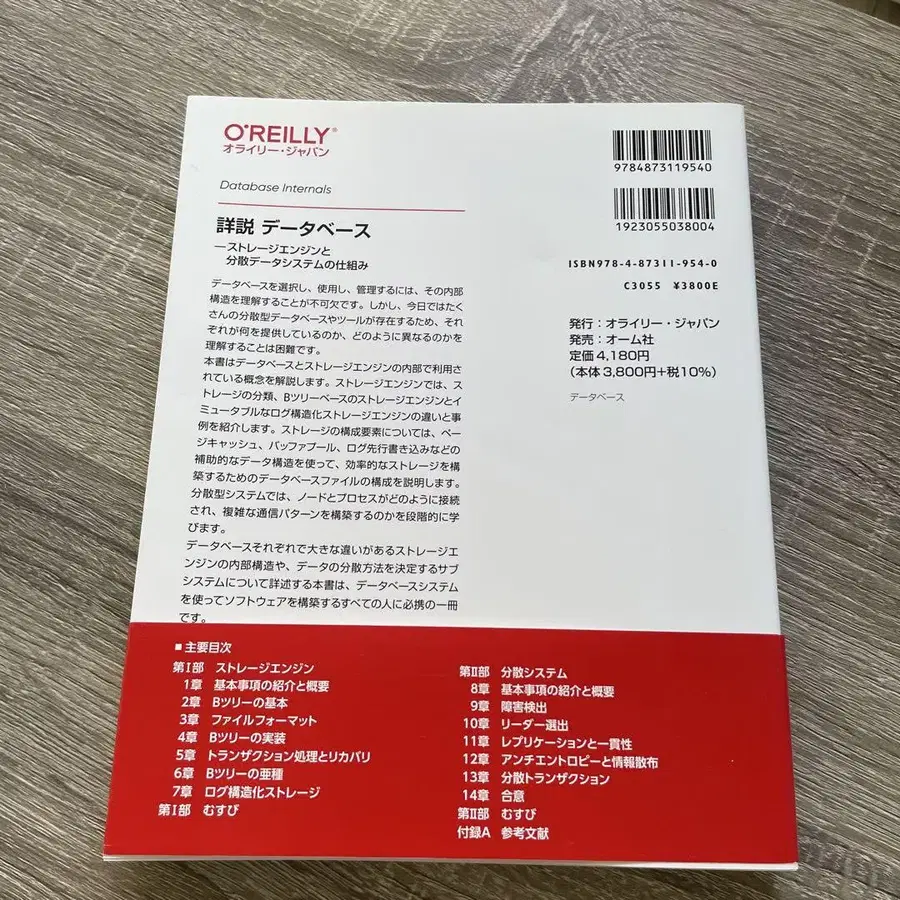 O'REILLY®
オライリー・ジャパン
Database Internals
詳説 データベース
―ストレージエンジンと
分散データシステムの仕組み
データベースを選択し、使用し、管理するには、その内部
構造を理解することが不可欠です。しかし、今日ではたく
さんの分散型データベースやツールが存在するため、それ
ぞれが何を提供しているのか、どのように異なるのかを
理解することは困難です。
本書はデータベースとストレージエンジンの内部で利用さ
れている概念を解説します。ストレージエンジンでは、ス
トレージの分類、Bツリーベースのストレージエンジンとイ
ミュータブルなログ構造化ストレージエンジンの違いと事
例を紹介します。ストレージの構成要素については、ペー
ジキャッシュ、バッファプール、ログ先行書き込みなどの
補助的なデータ構造を使って、効率的なストレージを構
築するためのデータベースファイルの構成を説明します。
分散型システムでは、ノードとプロセスがどのように接続
され、複雑な通信パターンを構築するのかを段階的に学
びます。
データベースそれぞれで大きな違いがあるストレージエ
ンジンの内部構造や、データの分散方法を決定するサブ
システムについて詳述する本書は、データベースシステム
を使ってソフトウェアを構築するすべての人に必携の一冊
です。
9784873119540
1923055038004
ISBN978-4-87311-954-0
C3055 ¥3800E
発行：オライリー・ジャパン
発売：オーム社
定価4,180円
（本体3,800円+税10%）
データベース
■ 主要目次
第Ⅰ部 ストレージエンジン
1章 基本事項の紹介と概要
2章 Bツリーの基本
3章 ファイルフォーマット
4章 Bツリーの実装
5章 トランザクション処理とリカバリ
6章 Bツリーの亜種
7章 ログ構造化ストレージ
第Ⅰ部 むすび
第Ⅱ部 分散システム
8章 基本事項の紹介と概要
9章 障害検出
10章 リーダー選出
11章 レプリケーションと一貫性
12章 アンチエントロピーと情報散布
13章 分散トランザクション
14章 合意
第Ⅱ部 むすび
付録A 参考文献